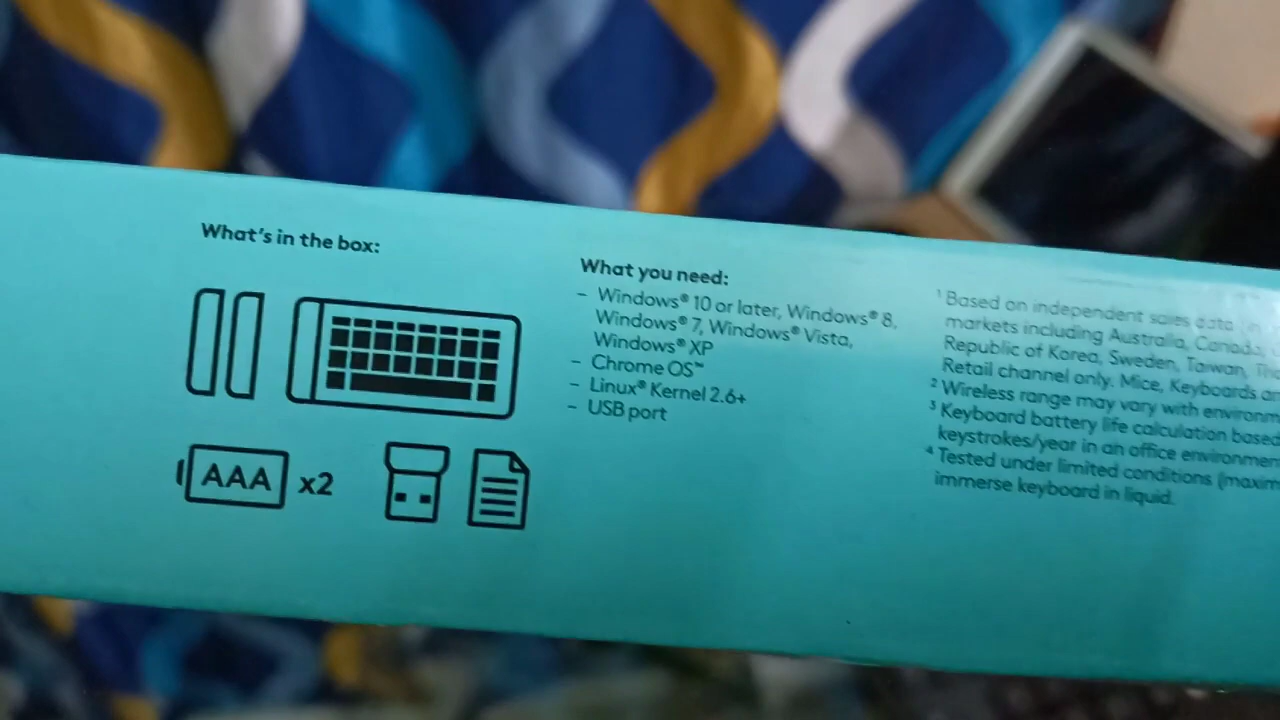 What's in the box:
AAA x2
What you need:
– Windows® 10 or later, Windows® 8,
Windows® 7, Windows® Vista,
Windows® XP
– Chrome OS™
– Linux® Kernel 2.6+
– USB port
¹ Based on independent sales data
markets including Australia, Canada,
Republic of Korea, Sweden, Taiwan,
Retail channel only. Mice, Keyboards
² Wireless range may vary with
³ Keyboard battery life calculation based
keystrokes/year in an office
⁴ Tested under limited conditions
immerse keyboard in liquid.